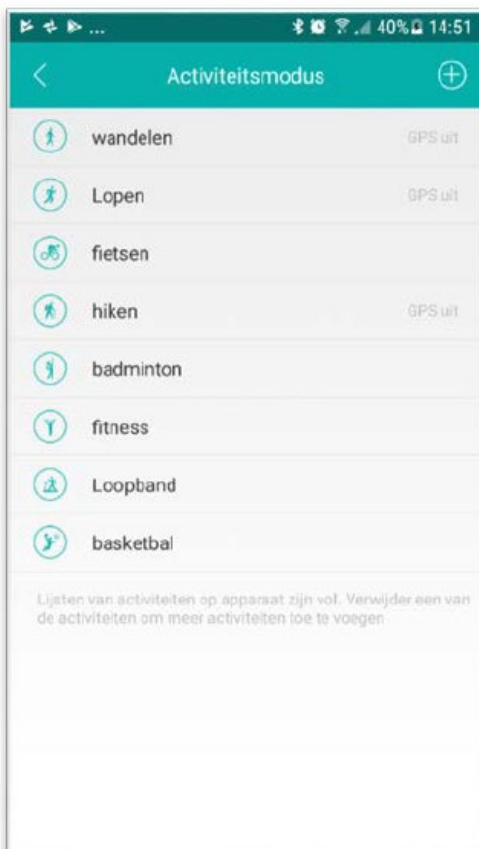 ... 40% 14:51
Activiteitsmodus
wandelen GPS uit
Lopen GPS uit
fietsen
hiken GPS uit
badminton
fitness
Loopband
basketbal
Lijsten van activiteiten op apparaat zijn vol. Verwijder een van
de activiteiten om meer activiteiten toe te voegen